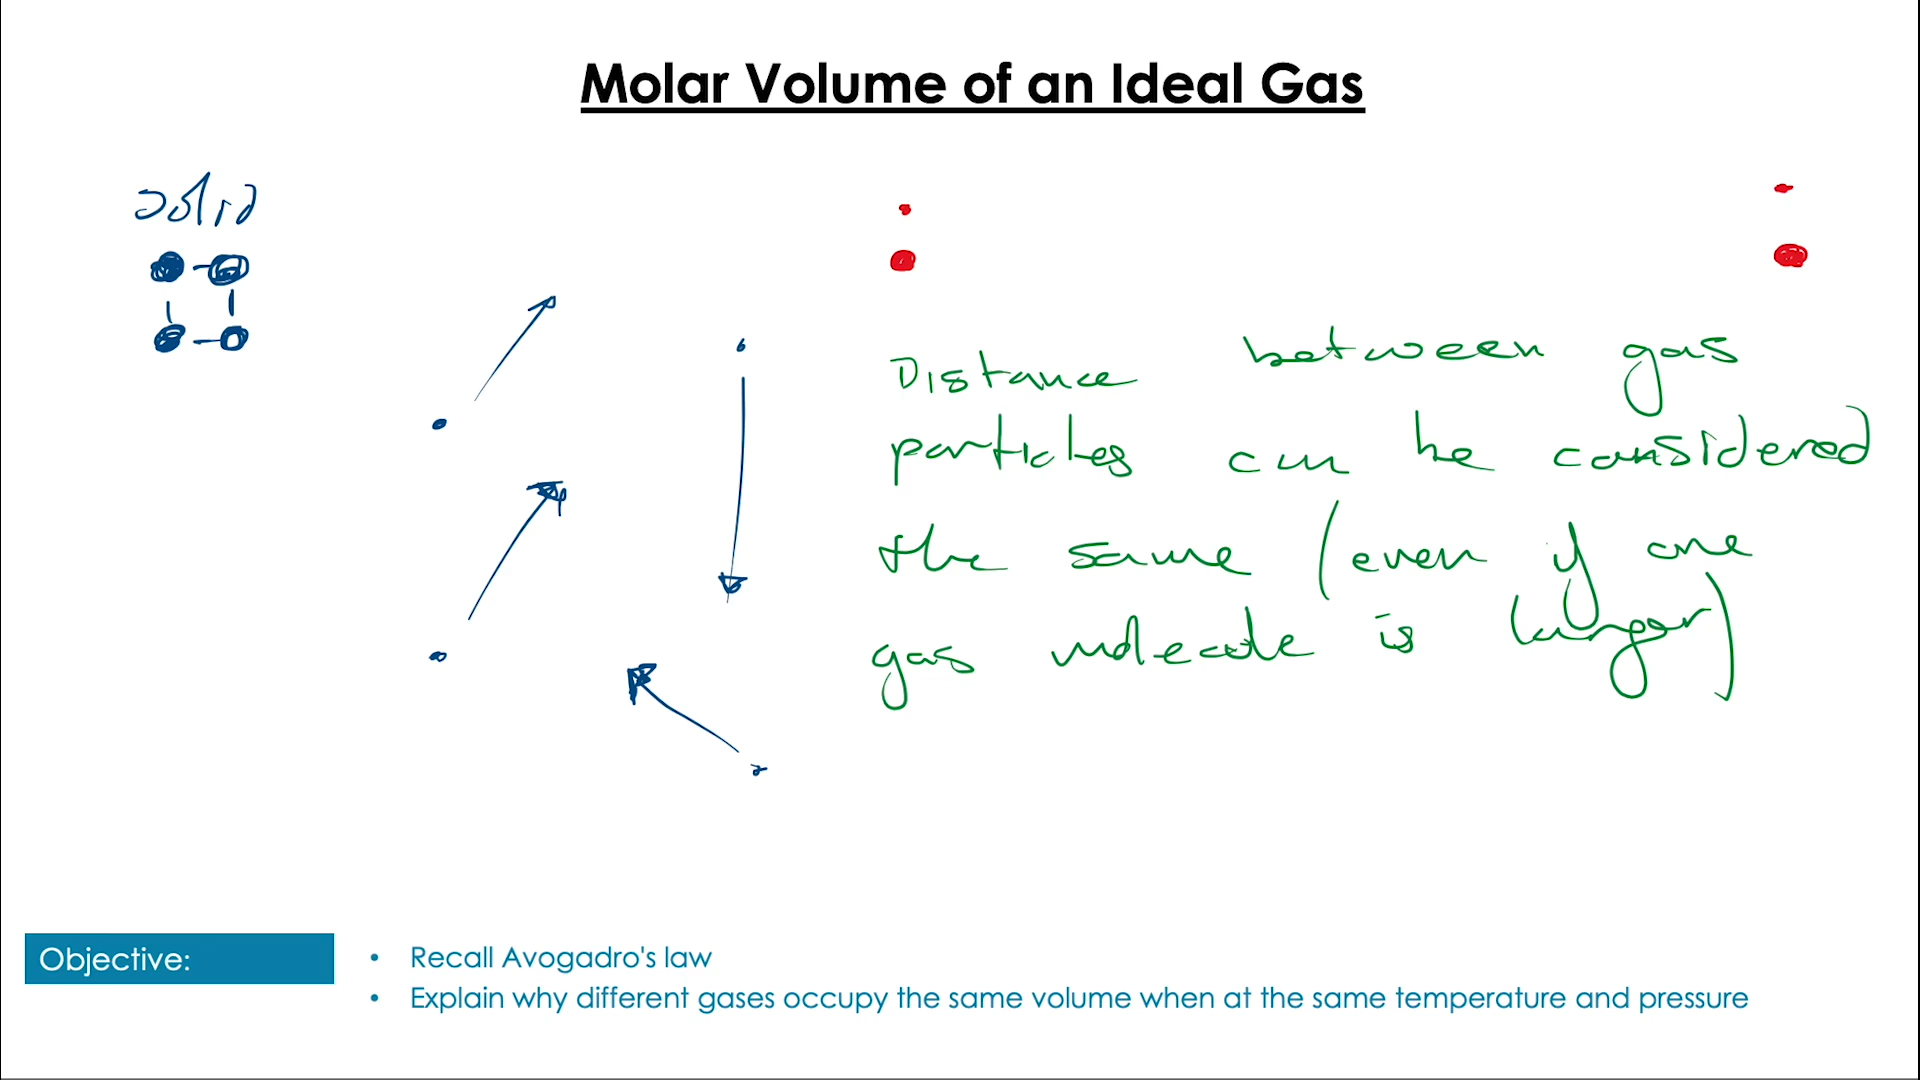 Molar Volume of an Ideal Gas
solid
Distance between gas
particles can be considered
the same (even if one
gas molecule is larger)
Objective:
• Recall Avogadro's law
• Explain why different gases occupy the same volume when at the same temperature and pressure